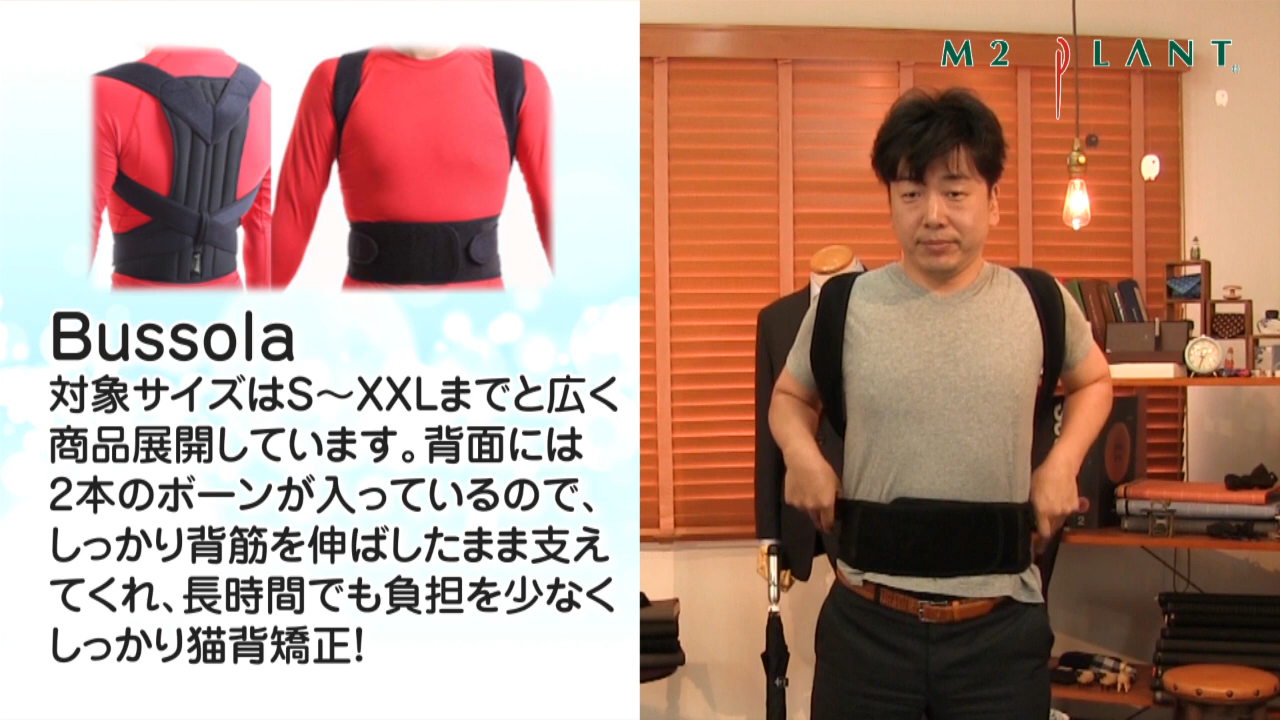 M2 PLANT
Bussola
対象サイズはS～XXLまでと広く
商品展開しています。背面には
2本のボーンが入っているので、
しっかり背筋を伸ばしたまま支え
てくれ、長時間でも負担を少なく
しっかり猫背矯正!